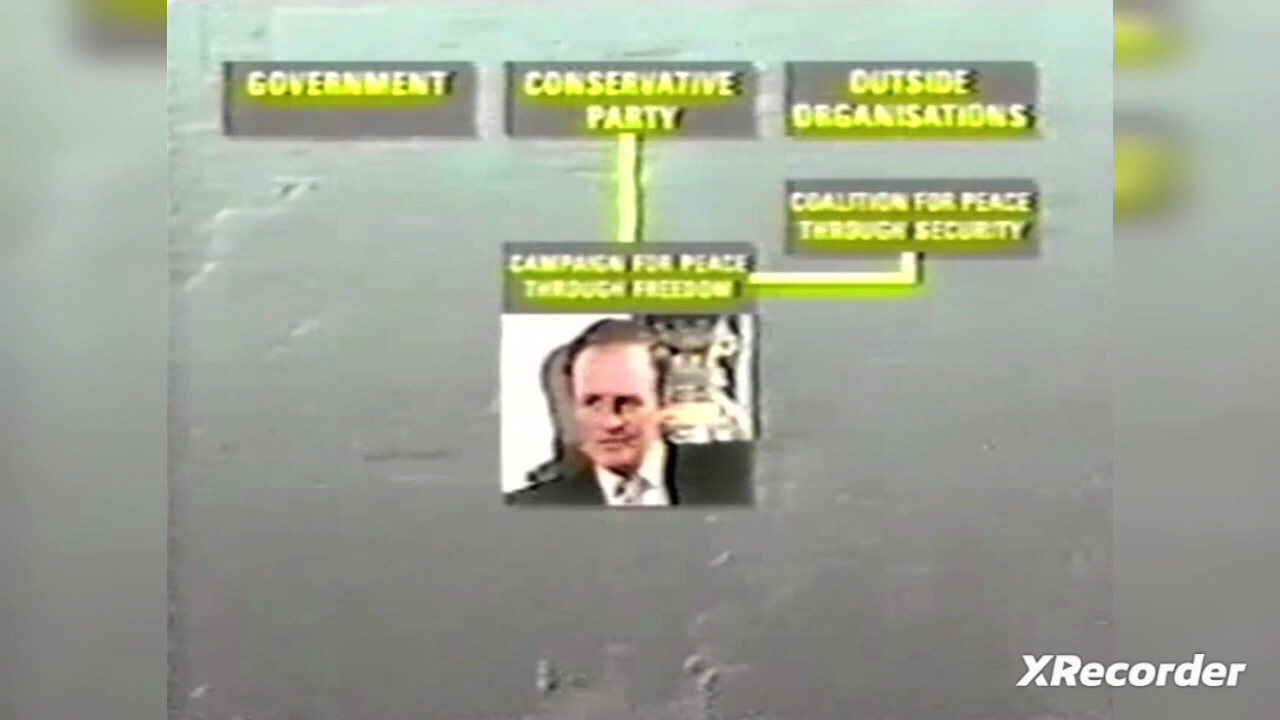 GOVERNMENT
CONSERVATIVE
PARTY
OUTSIDE
ORGANISATIONS
COALITION FOR PEACE
THROUGH SECURITY
CAMPAIGN FOR PEACE
THROUGH FREEDOM
XRecorder